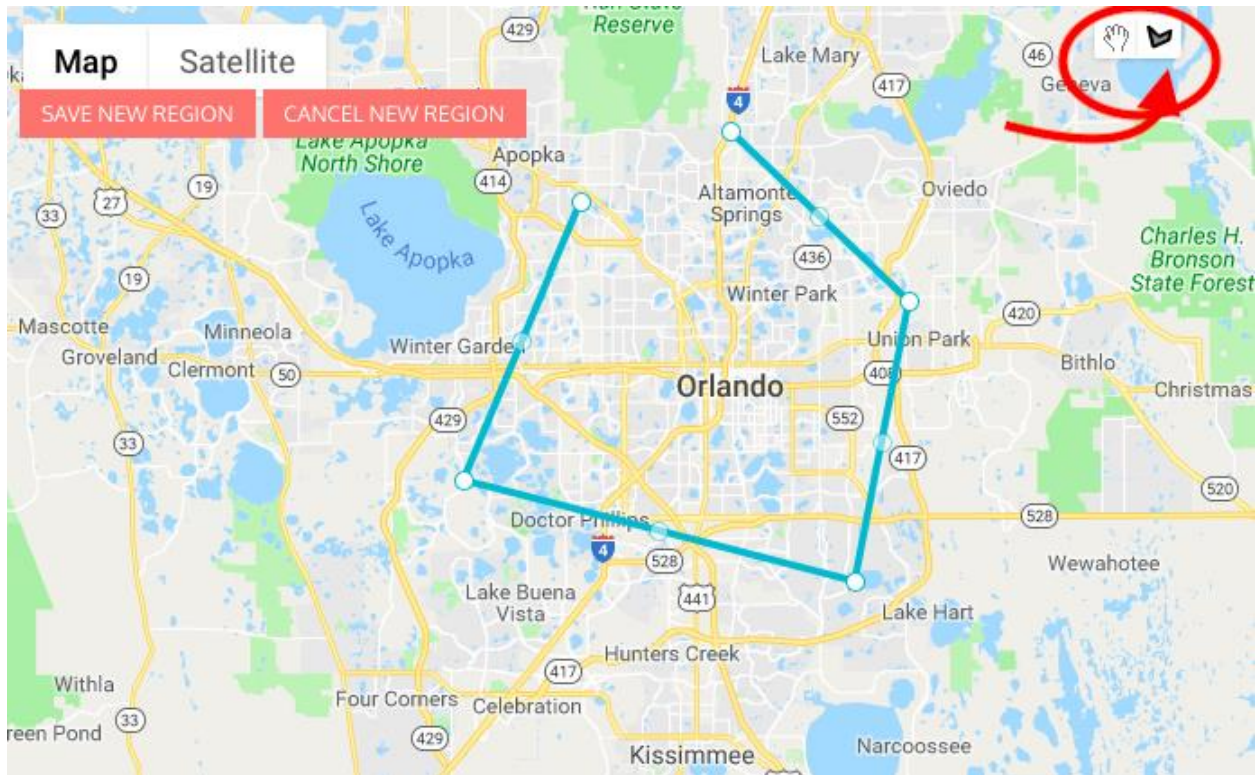 Reserve
429
Map
Satellite
Lake Mary
46
Geneva
4
417
SAVE NEW REGION
CANCEL NEW REGION
Lake Apopka
North Shore
Apopka
414
19
27
33
Altamonte
Springs
Oviedo
Lake Apopka
436
Charles H.
Bronson
State Forest
19
Winter Park
420
Mascotte
Minneola
Winter Garden
Union Park
Groveland
Clermont
50
408
Bithlo
Orlando
Christmas
429
552
33
417
520
Doctor Phillips
528
4
528
Wewahotee
Lake Buena
Vista
441
Lake Hart
Hunters Creek
417
Withla
Four Corners
Celebration
33
reen Pond
429
Kissimmee
Narcoossee